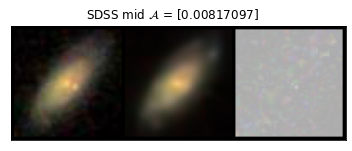 SDSS mid 𝒜 = [0.00817097]